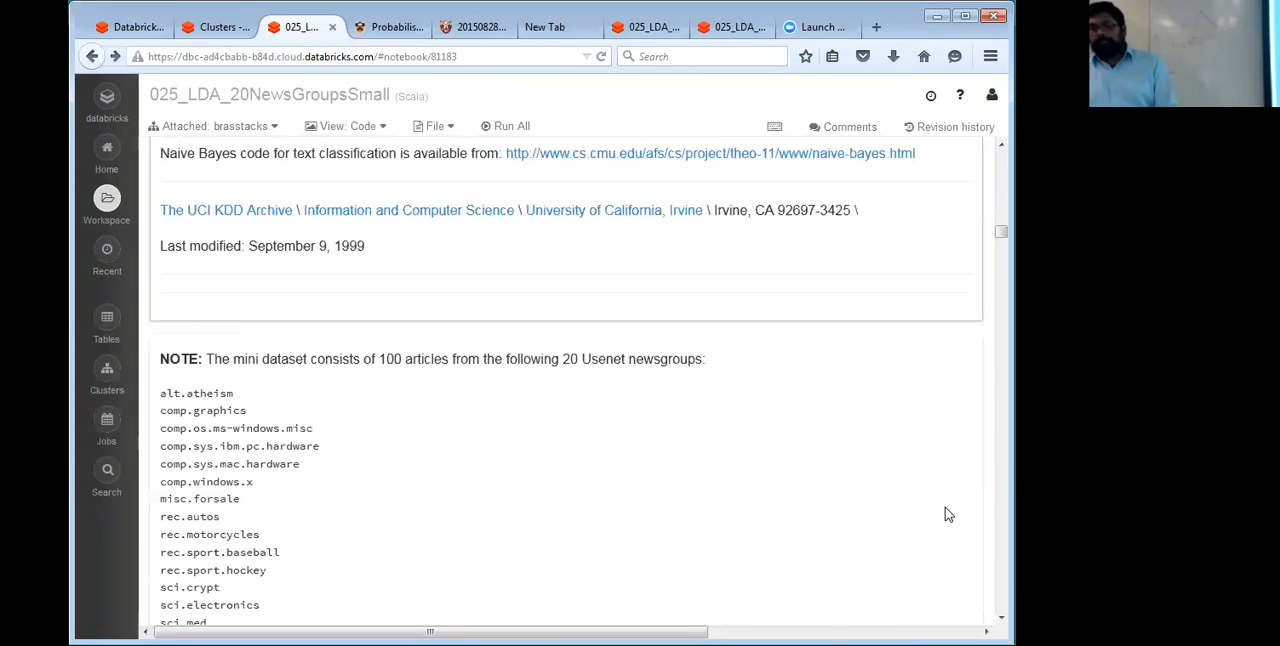 Databrick...
Clusters -...
025_L...
Probabilis...
20150828...
New Tab
025_LDA_...
025_LDA_...
Launch ...
https://dbc-ad4cbabb-b84d.cloud.databricks.com/#notebook/81183
Search
databricks
Home
Workspace
Recent
Tables
Clusters
Jobs
Search
025_LDA_20NewsGroupsSmall (Scala)
Attached: brasstacks
View: Code
File
Run All
Comments
Revision history
Naive Bayes code for text classification is available from: http://www.cs.cmu.edu/afs/cs/project/theo-11/www/naive-bayes.html
The UCI KDD Archive \ Information and Computer Science \ University of California, Irvine \ Irvine, CA 92697-3425 \
Last modified: September 9, 1999
NOTE: The mini dataset consists of 100 articles from the following 20 Usenet newsgroups:
alt.atheism
comp.graphics
comp.os.ms-windows.misc
comp.sys.ibm.pc.hardware
comp.sys.mac.hardware
comp.windows.x
misc.forsale
rec.autos
rec.motorcycles
rec.sport.baseball
rec.sport.hockey
sci.crypt
sci.electronics
sci.med